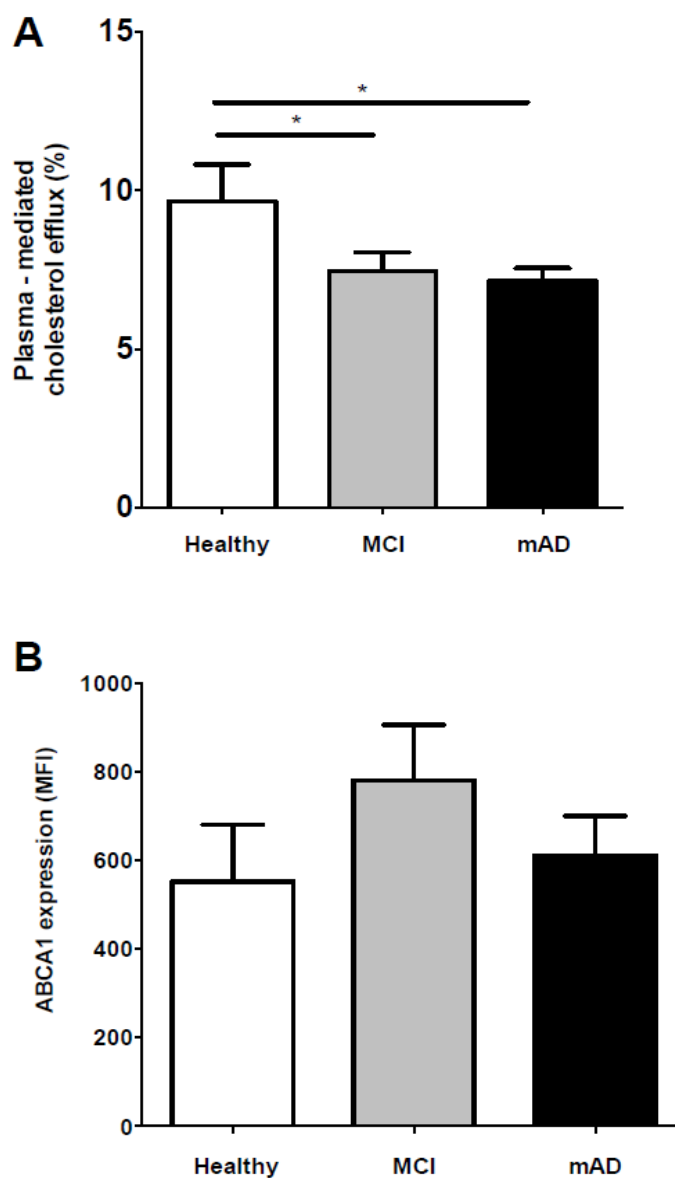 A
Plasma - mediated
cholesterol efflux (%)
15
10
5
0
*
*
Healthy MCI mAD
B
ABCA1 expression (MFI)
1000
800
600
400
200
0
Healthy MCI mAD